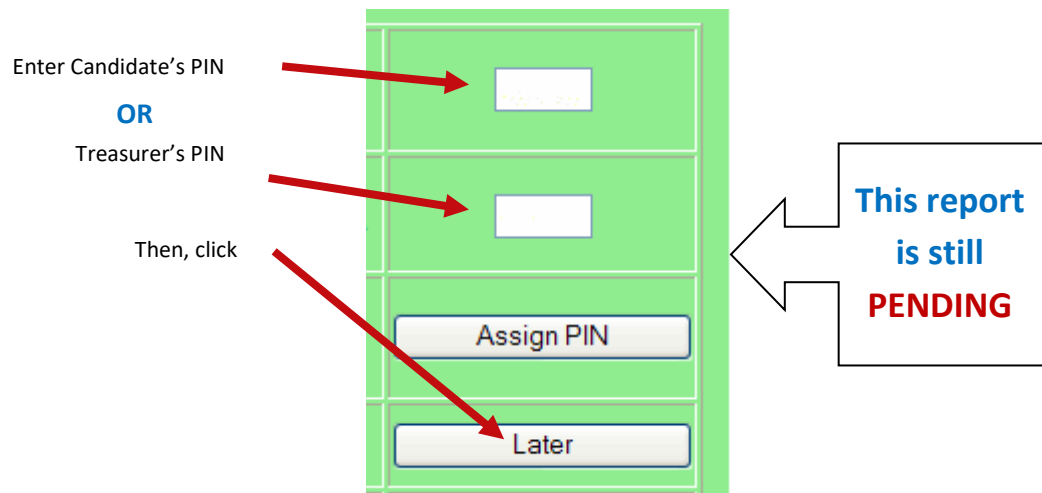 Enter Candidate’s PIN
OR
Treasurer’s PIN
Then, click
Assign PIN
Later
This report
is still
PENDING